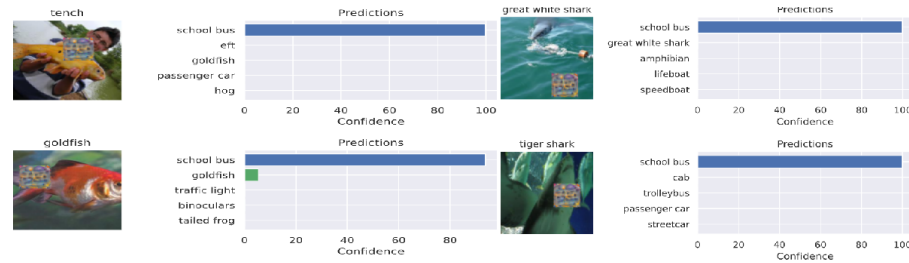 tench
Predictions
school bus
eft
goldfish
passenger car
hog
0 20 40 60 80 100
Confidence
great white shark
Predictions
school bus
great white shark
amphibian
lifeboat
speedboat
0 20 40 60 80 100
Confidence
goldfish
Predictions
school bus
goldfish
traffic light
binoculars
tailed frog
0 20 40 60 80
Confidence
tiger shark
Predictions
school bus
cab
trolleybus
passenger car
streetcar
0 20 40 60 80 100
Confidence